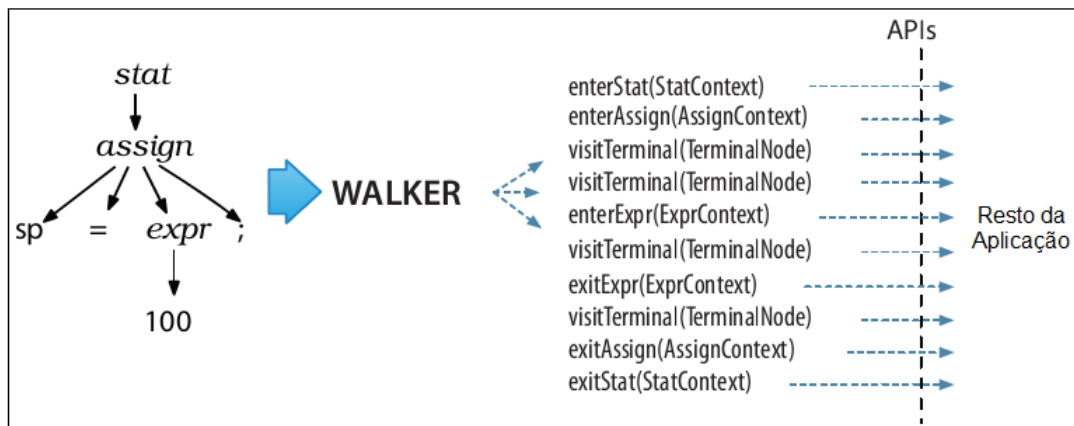 stat
assign
sp = expr ;
100
WALKER
APIs
enterStat(StatContext)
enterAssign(AssignContext)
visitTerminal(TerminalNode)
visitTerminal(TerminalNode)
enterExpr(ExprContext)
visitTerminal(TerminalNode)
exitExpr(ExprContext)
visitTerminal(TerminalNode)
exitAssign(AssignContext)
exitStat(StatContext)
Resto da
Aplicação